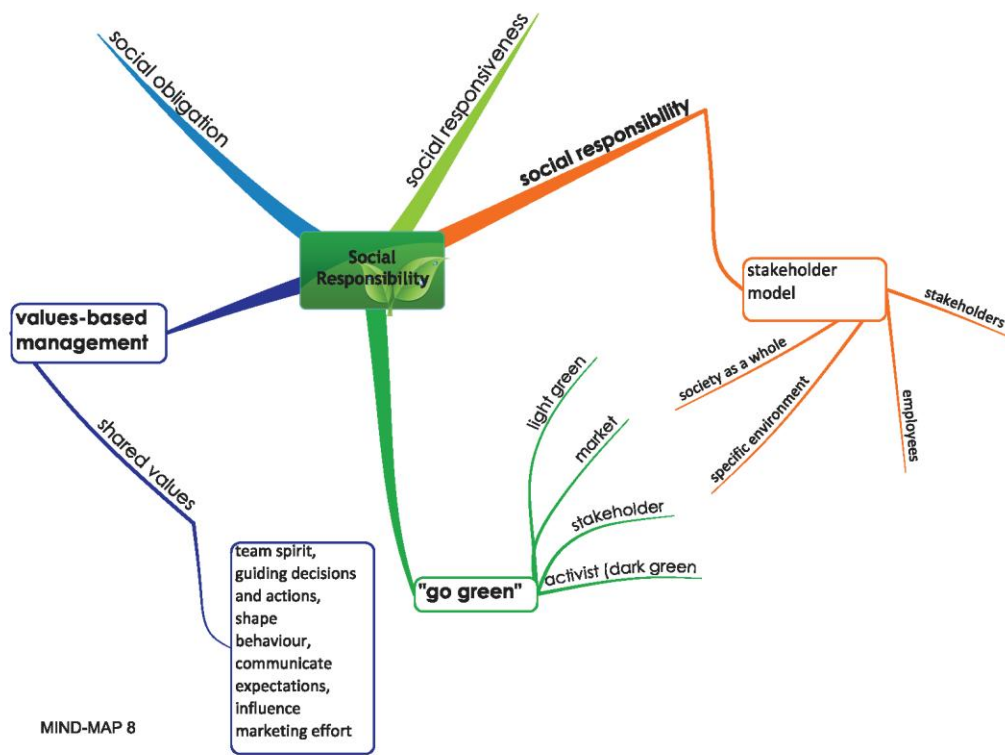 social obligation
social responsiveness
social responsibility
Social
Responsibility
stakeholder
model
stakeholders
society as a whole
specific environment
employees
values-based
management
shared values
team spirit,
guiding decisions
and actions,
shape
behaviour,
communicate
expectations,
influence
marketing effort
light green
market
stakeholder
activist (dark green
"go green"
MIND-MAP 8